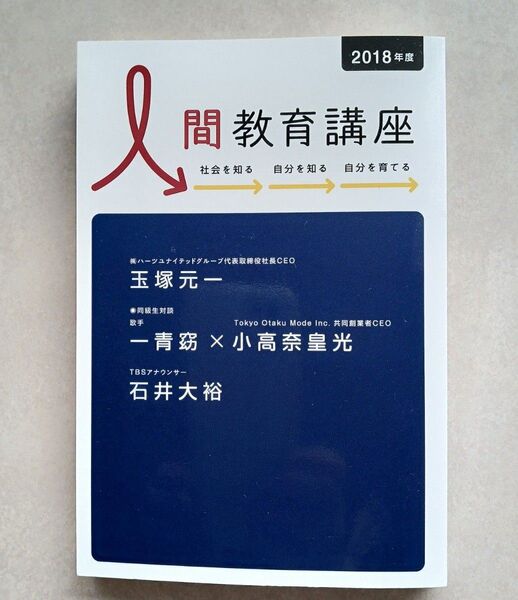 2018年度
人間教育講座
社会を知る 自分を知る 自分を育てる
㈱ハーツユナイテッドグループ代表取締役社長CEO
玉塚元一
◉同級生対談
歌手 Tokyo Otaku Mode Inc. 共同創業者CEO
一青窈×小高奈皇光
TBSアナウンサー
石井大裕